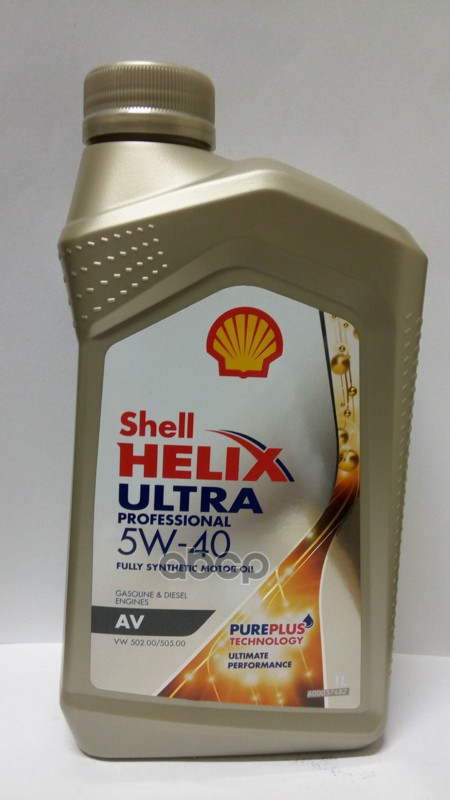 Shell
HELIX
ULTRA
PROFESSIONAL
5W-40
FULLY SYNTHETIC MOTOR OIL
авер
GASOLINE & DIESEL
ENGINES
AV
VW 502.00/505.00
PUREPLUS
TECHNOLOGY
ULTIMATE
PERFORMANCE
1L